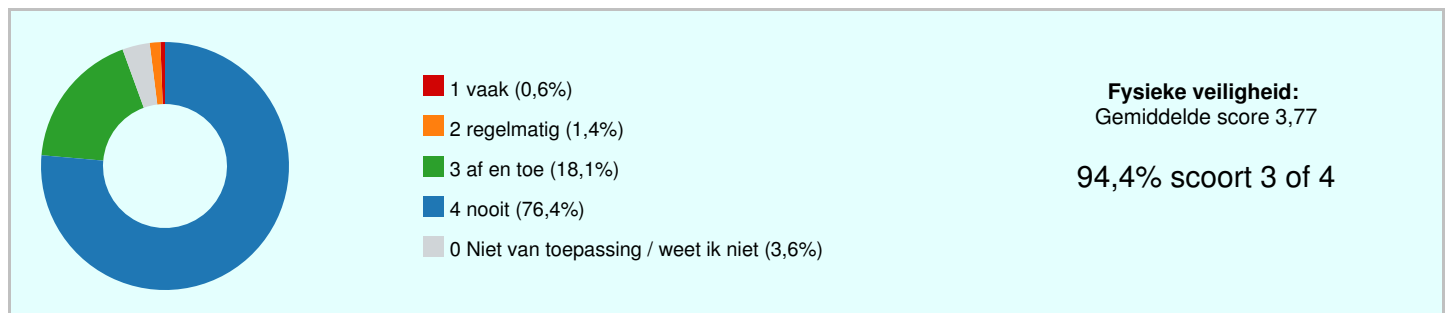 1 vaak (0,6%)
2 regelmatig (1,4%)
3 af en toe (18,1%)
4 nooit (76,4%)
0 Niet van toepassing / weet ik niet (3,6%)
Fysieke veiligheid:
Gemiddelde score 3,77
94,4% scoort 3 of 4